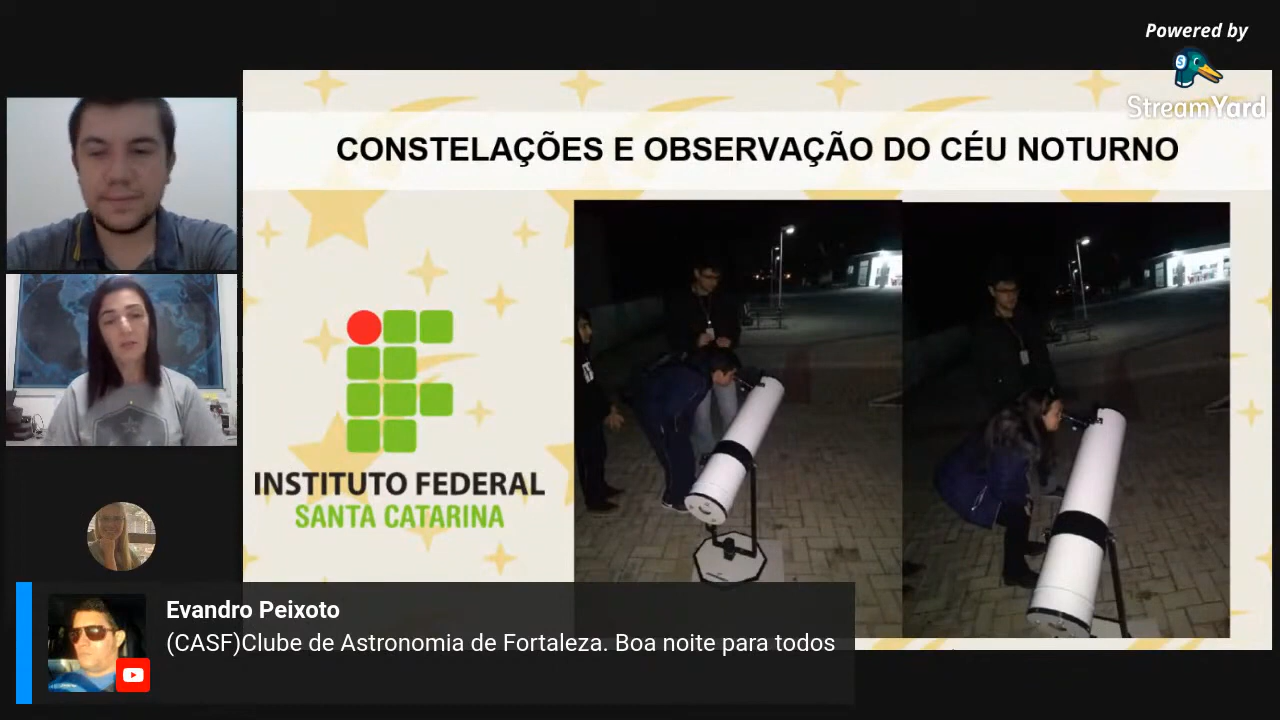 Powered by
StreamYard
CONSTELAÇÕES E OBSERVAÇÃO DO CÉU NOTURNO
INSTITUTO FEDERAL
SANTA CATARINA
Evandro Peixoto
(CASF)Clube de Astronomia de Fortaleza. Boa noite para todos